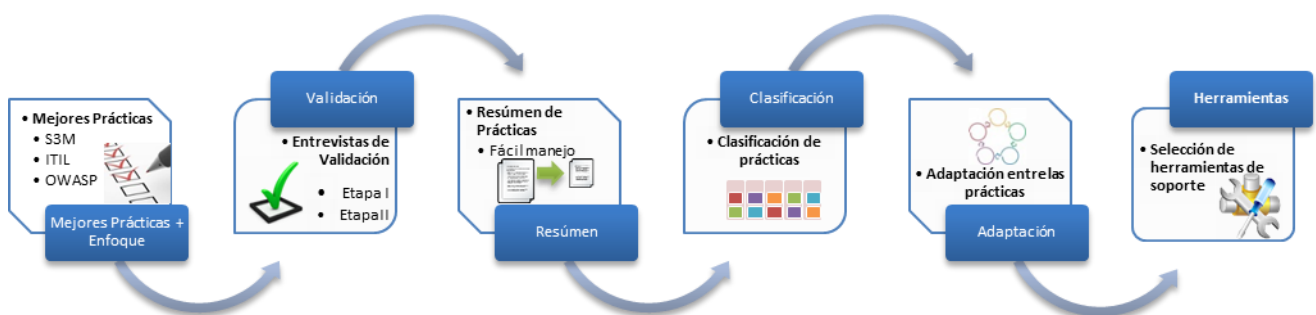 • Mejores Prácticas
• S3M
• ITIL
• OWASP
Mejores Prácticas +
Enfoque
Validación
• Entrevistas de
Validación
• Etapa I
• Etapa II
• Resúmen de
Prácticas
• Fácil manejo
Resúmen
Clasificación
• Clasificación de
prácticas
• Adaptación entre las
prácticas
Adaptación
Herramientas
• Selección de
herramientas de
soporte